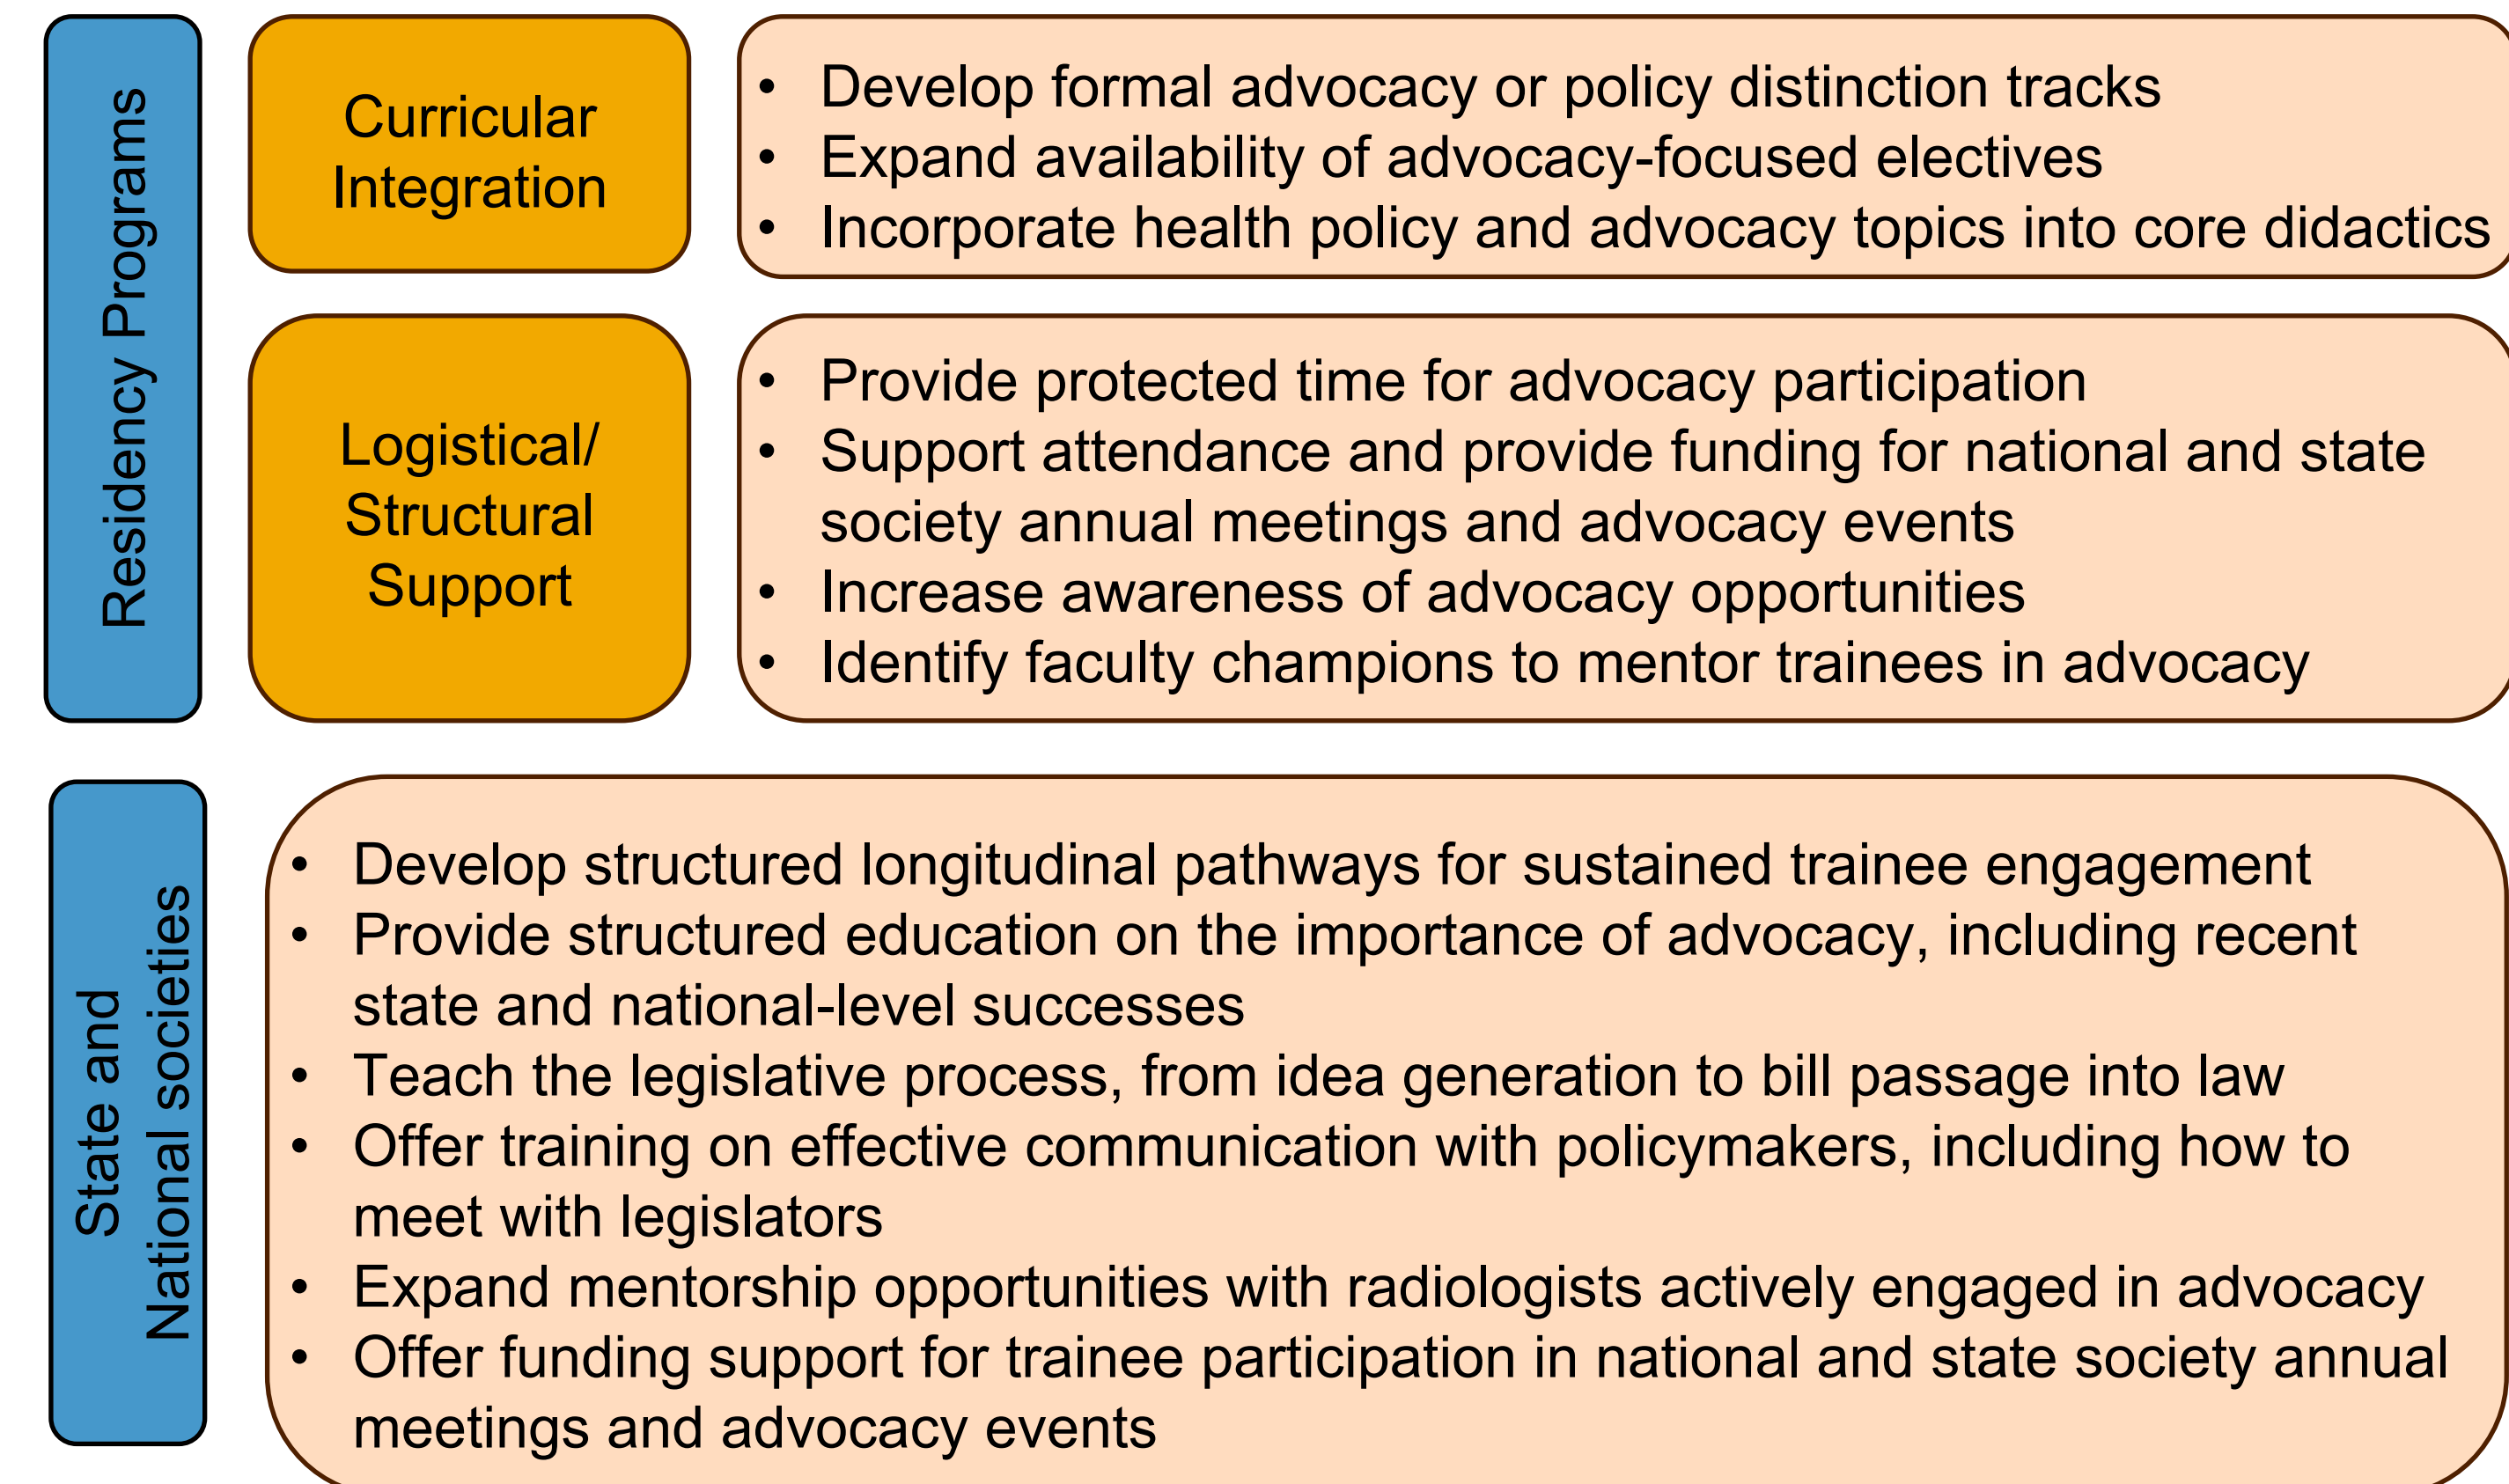 Residency Programs
Curricular
Integration
• Develop formal advocacy or policy distinction tracks
• Expand availability of advocacy-focused electives
• Incorporate health policy and advocacy topics into core didactics
Logistical/
Structural
Support
• Provide protected time for advocacy participation
• Support attendance and provide funding for national and state
society annual meetings and advocacy events
• Increase awareness of advocacy opportunities
• Identify faculty champions to mentor trainees in advocacy
State and
National societies
• Develop structured longitudinal pathways for sustained trainee engagement
• Provide structured education on the importance of advocacy, including recent
state and national-level successes
• Teach the legislative process, from idea generation to bill passage into law
• Offer training on effective communication with policymakers, including how to
meet with legislators
• Expand mentorship opportunities with radiologists actively engaged in advocacy
• Offer funding support for trainee participation in national and state society annual
meetings and advocacy events